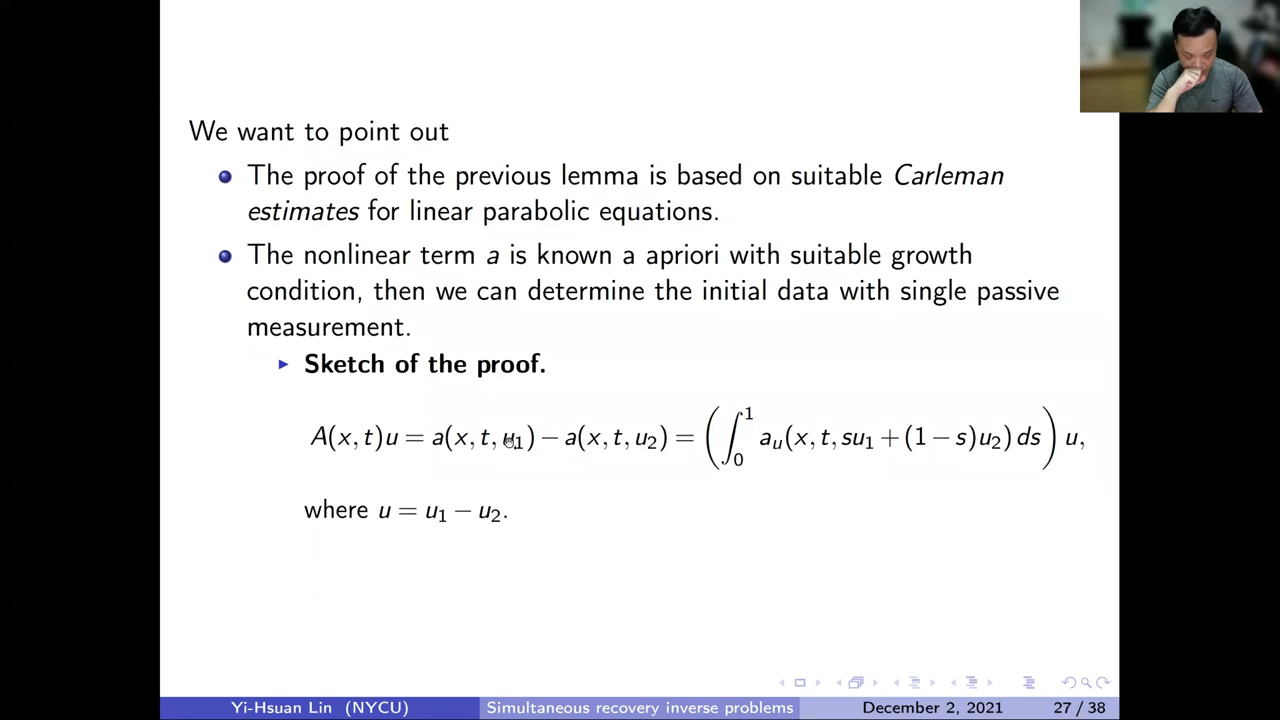 We want to point out
The proof of the previous lemma is based on suitable Carleman
estimates for linear parabolic equations.
The nonlinear term a is known a apriori with suitable growth
condition, then we can determine the initial data with single passive
measurement.
Sketch of the proof.
A(x, t)u = a(x, t, u₁) − a(x, t, u₂) = (∫₀¹ aᵤ(x, t, su₁ + (1 − s)u₂) ds) u,
where u = u₁ − u₂.
Yi-Hsuan Lin (NYCU) Simultaneous recovery inverse problems December 2, 2021 27 / 38